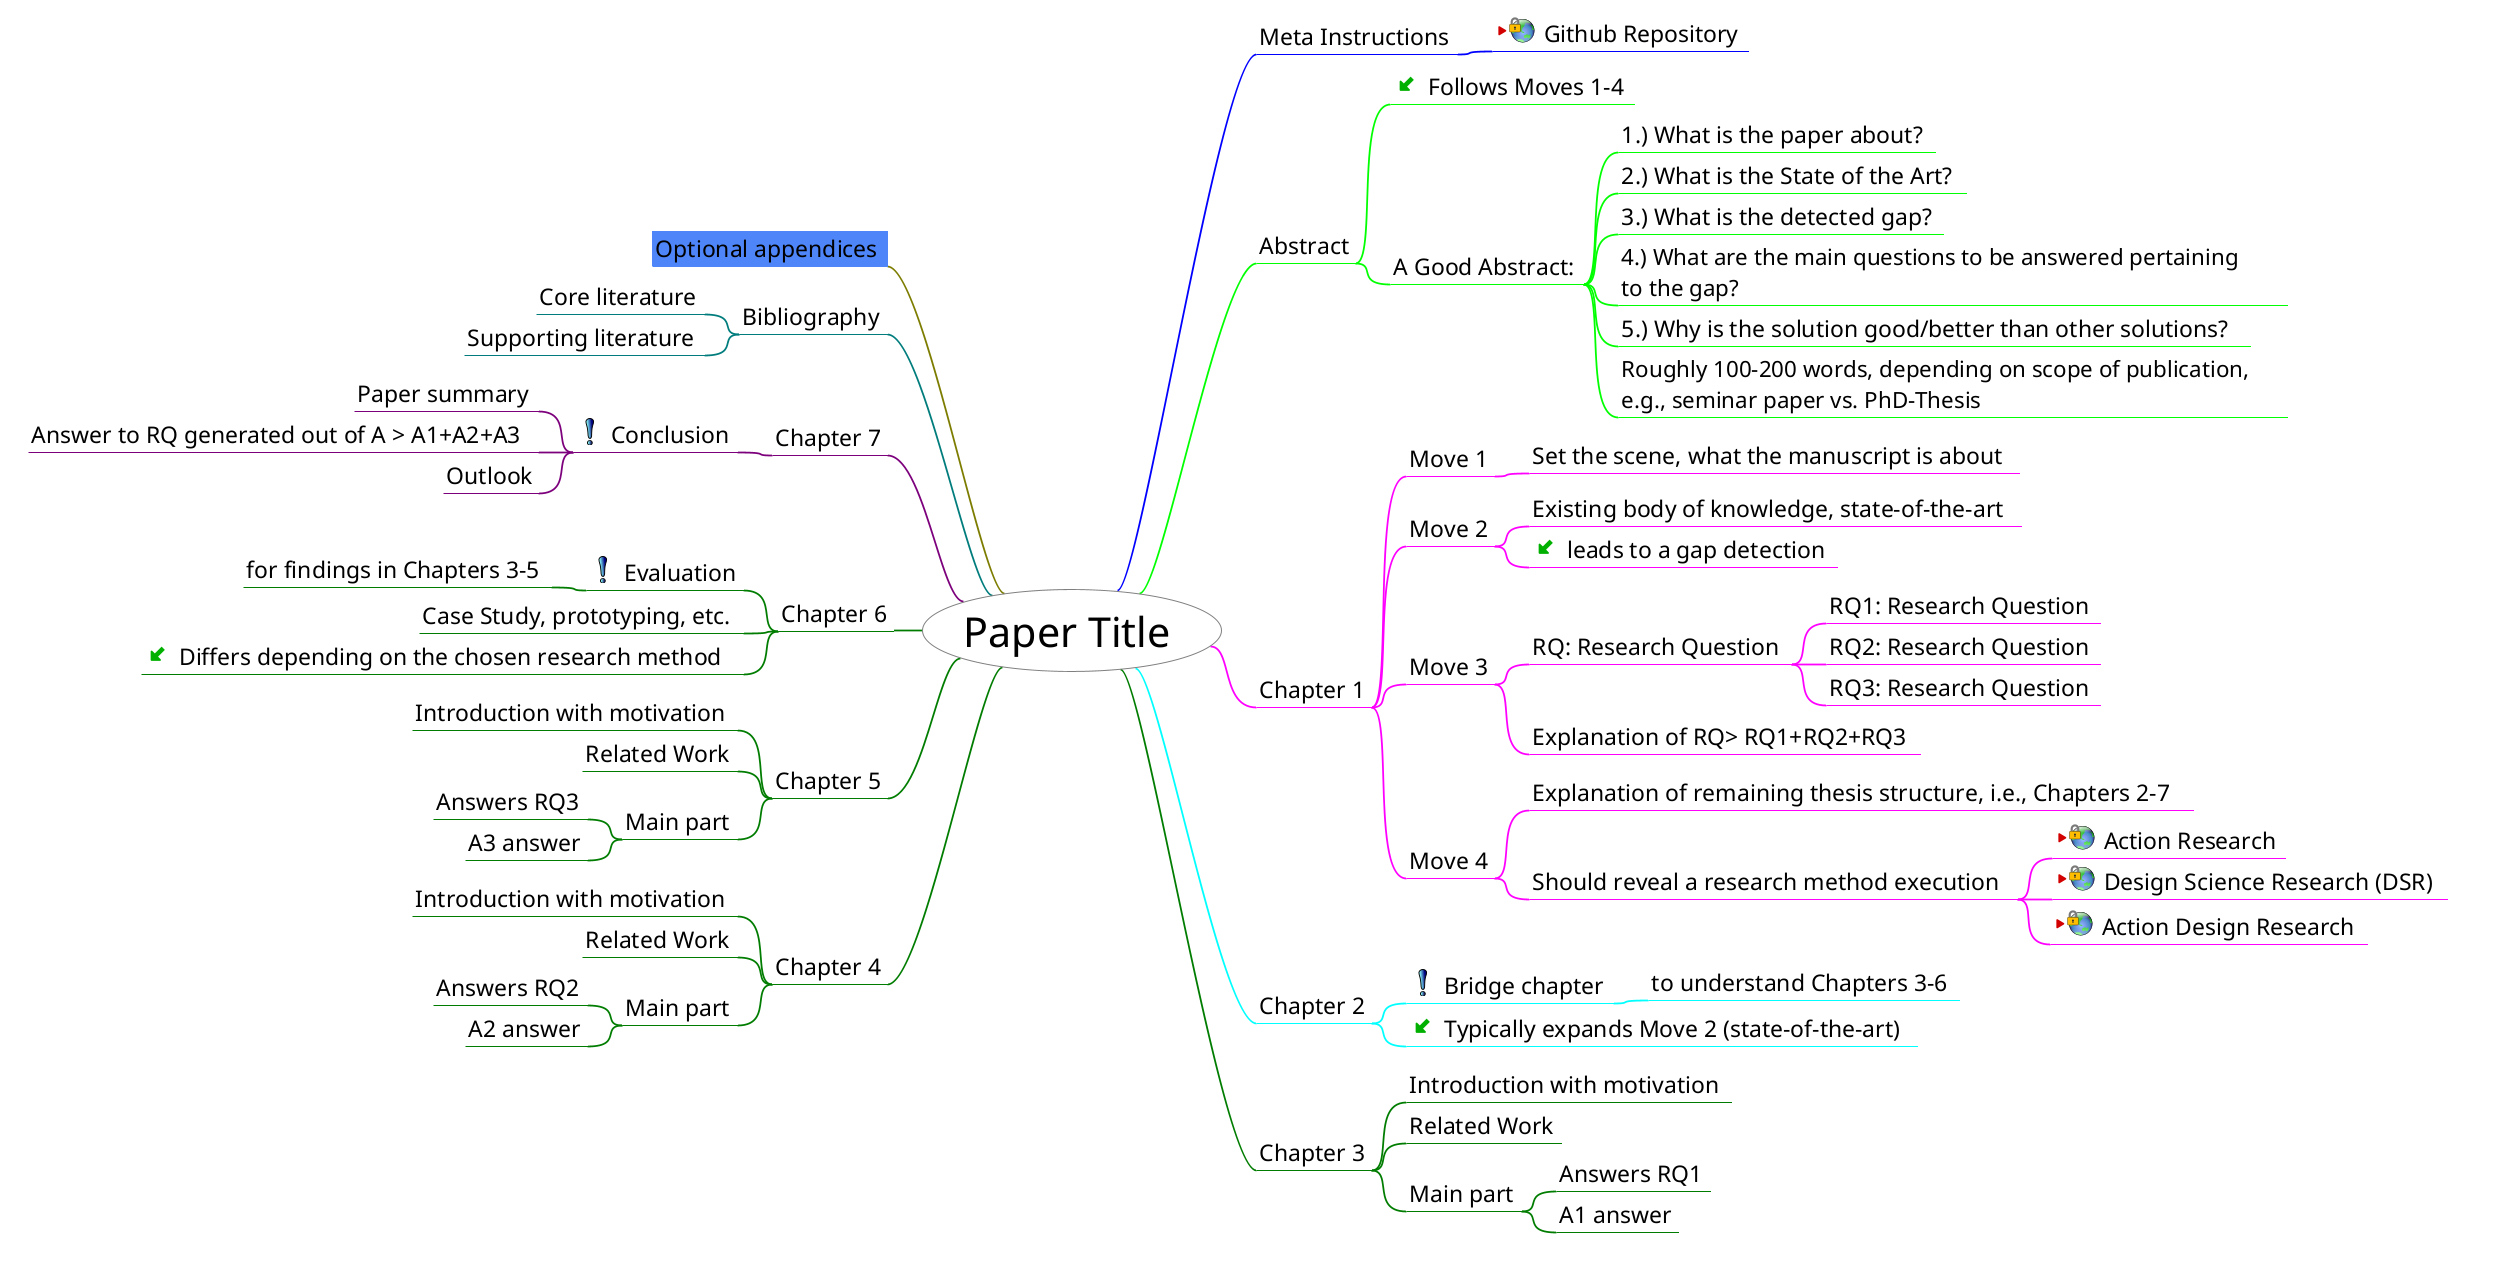 Paper Title
Meta Instructions
Github Repository
Abstract
Follows Moves 1-4
A Good Abstract:
1.) What is the paper about?
2.) What is the State of the Art?
3.) What is the detected gap?
4.) What are the main questions to be answered pertaining
to the gap?
5.) Why is the solution good/better than other solutions?
Roughly 100-200 words, depending on scope of publication,
e.g., seminar paper vs. PhD-Thesis
Chapter 1
Move 1
Set the scene, what the manuscript is about
Move 2
Existing body of knowledge, state-of-the-art
leads to a gap detection
Move 3
RQ: Research Question
RQ1: Research Question
RQ2: Research Question
RQ3: Research Question
Explanation of RQ> RQ1+RQ2+RQ3
Move 4
Explanation of remaining thesis structure, i.e., Chapters 2-7
Should reveal a research method execution
Action Research
Design Science Research (DSR)
Action Design Research
Chapter 2
Bridge chapter
to understand Chapters 3-6
Typically expands Move 2 (state-of-the-art)
Chapter 3
Introduction with motivation
Related Work
Main part
Answers RQ1
A1 answer
Optional appendices
Bibliography
Core literature
Supporting literature
Chapter 7
Conclusion
Paper summary
Answer to RQ generated out of A > A1+A2+A3
Outlook
Chapter 6
Evaluation
for findings in Chapters 3-5
Case Study, prototyping, etc.
Differs depending on the chosen research method
Chapter 5
Introduction with motivation
Related Work
Main part
Answers RQ3
A3 answer
Chapter 4
Introduction with motivation
Related Work
Main part
Answers RQ2
A2 answer